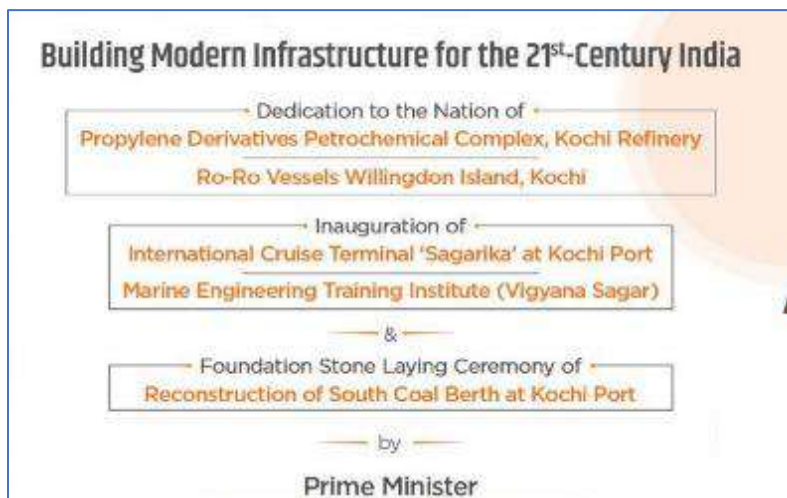 Building Modern Infrastructure for the 21st-Century India
Dedication to the Nation of
Propylene Derivatives Petrochemical Complex, Kochi Refinery
Ro-Ro Vessels Willingdon Island, Kochi
Inauguration of
International Cruise Terminal 'Sagarika' at Kochi Port
Marine Engineering Training Institute (Vigyana Sagar)
&
Foundation Stone Laying Ceremony of
Reconstruction of South Coal Berth at Kochi Port
by
Prime Minister